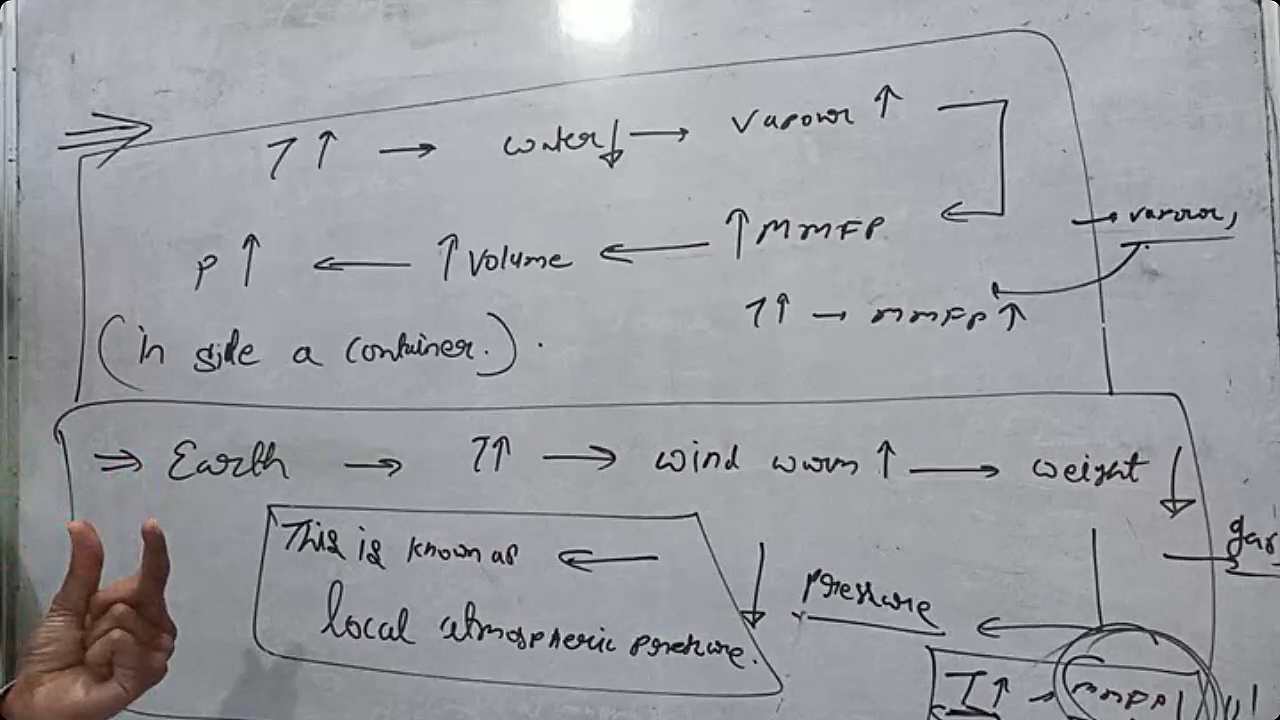 T↑ → water↓ → vapour ↑
P ↑ ← ↑ volume ← ↑ MMFP
→ vapour,
T↑ → MMFP↑
(in side a container.).
⇒ Earth → T↑ → wind warm ↑ → weight ↓
This is known as ← ↓ pressure ←
local atmospheric pressure.
gas
T↑ → MMFP